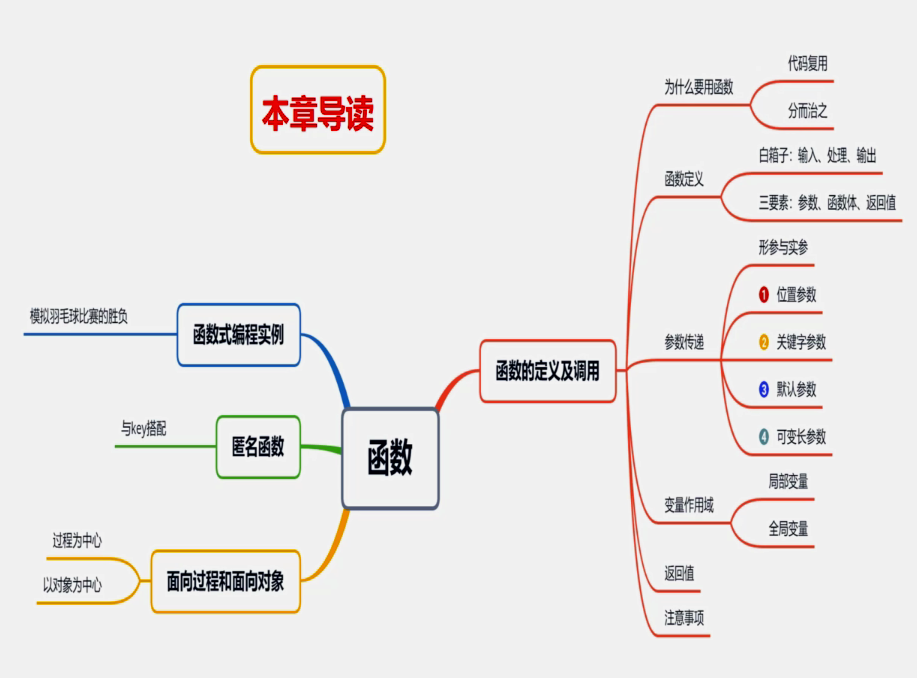 本章导读
函数
函数的定义及调用
为什么要用函数
代码复用
分而治之
函数定义
白箱子：输入、处理、输出
三要素：参数、函数体、返回值
参数传递
形参与实参
1 位置参数
2 关键字参数
3 默认参数
4 可变长参数
变量作用域
局部变量
全局变量
返回值
注意事项
函数式编程实例
模拟羽毛球比赛的胜负
匿名函数
与key搭配
面向过程和面向对象
过程为中心
以对象为中心